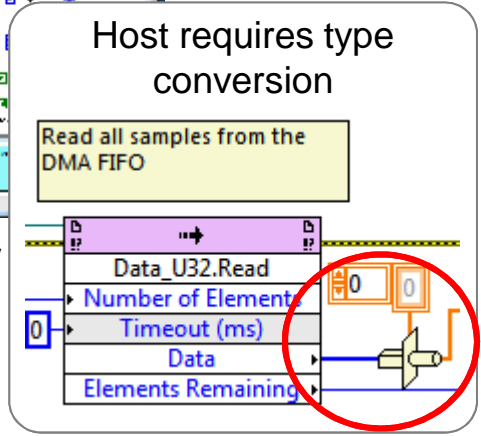 Host requires type
conversion
Read all samples from the
DMA FIFO
Data_U32.Read
Number of Elements
0
0
0
Timeout (ms)
Data
Elements Remaining